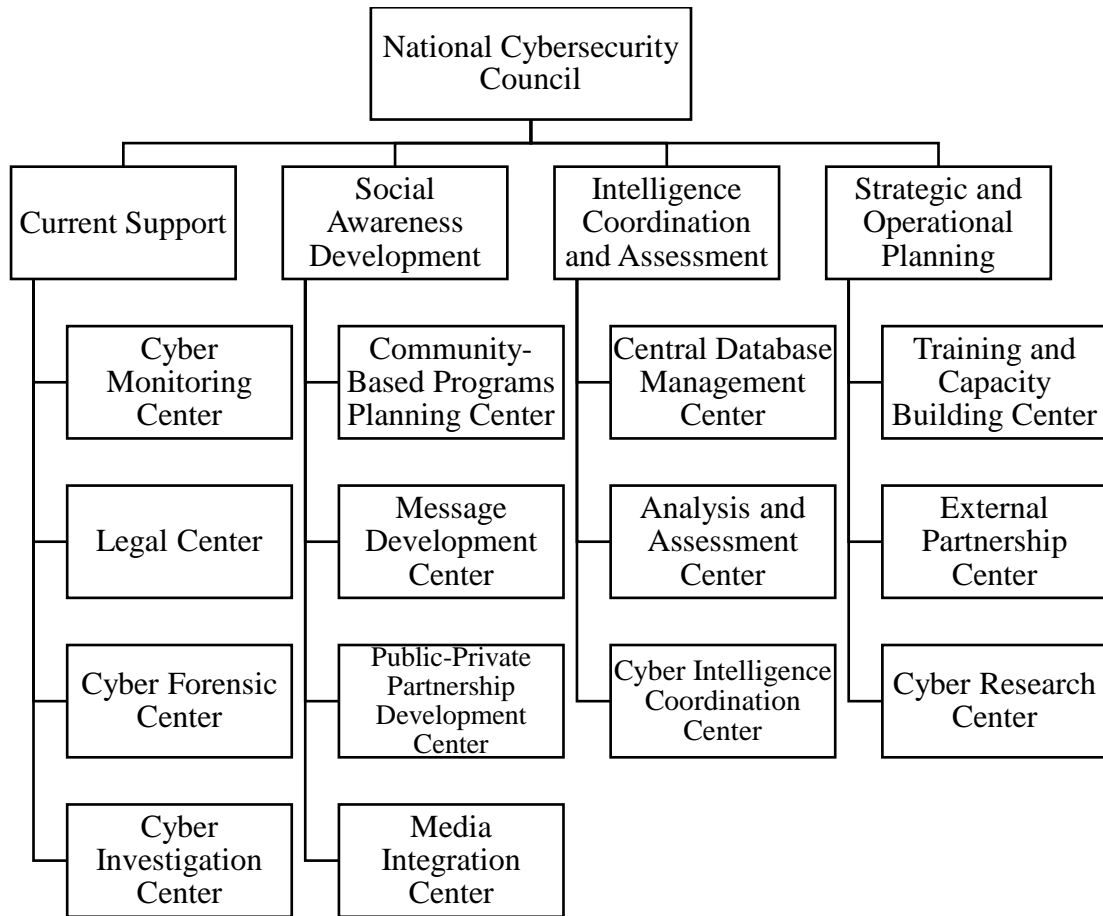 National Cybersecurity
Council
Current Support
Social
Awareness
Development
Intelligence
Coordination
and Assessment
Strategic and
Operational
Planning
Cyber
Monitoring
Center
Community-
Based Programs
Planning Center
Central Database
Management
Center
Training and
Capacity
Building Center
Legal Center
Message
Development
Center
Analysis and
Assessment
Center
External
Partnership
Center
Cyber Forensic
Center
Public-Private
Partnership
Development
Center
Cyber Intelligence
Coordination
Center
Cyber Research
Center
Cyber
Investigation
Center
Media
Integration
Center